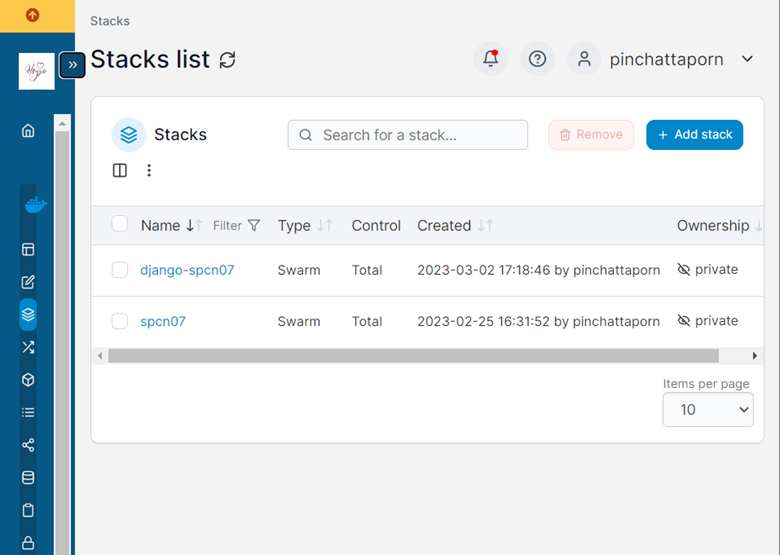 Stacks
Stacks list
pinchattaporn
Stacks
Search for a stack...
Remove
+ Add stack
Name Filter Type Control Created Ownership
django-spcn07 Swarm Total 2023-03-02 17:18:46 by pinchattaporn private
spcn07 Swarm Total 2023-02-25 16:31:52 by pinchattaporn private
Items per page
10